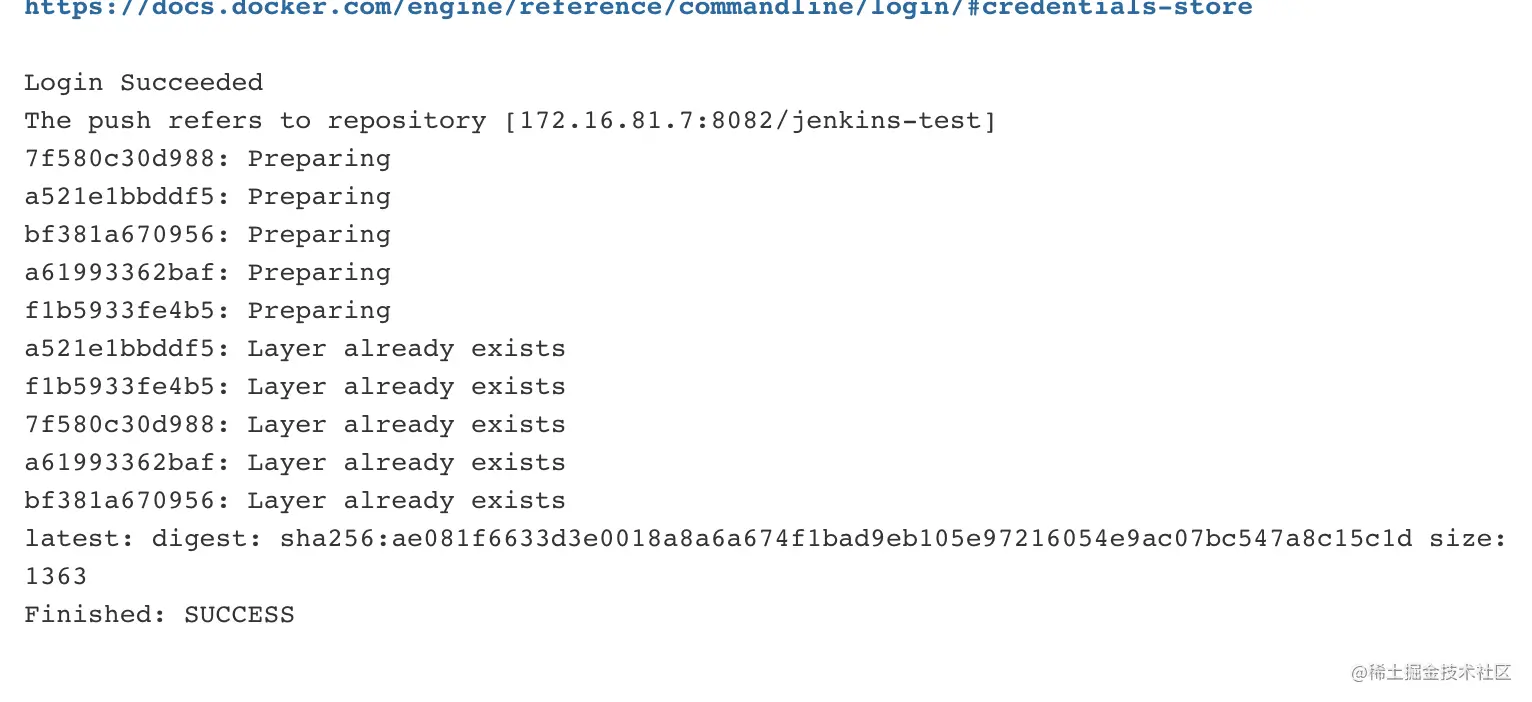 https://docs.docker.com/engine/reference/commandline/login/#credentials-store
Login Succeeded
The push refers to repository [172.16.81.7:8082/jenkins-test]
7f580c30d988: Preparing
a521e1bbddf5: Preparing
bf381a670956: Preparing
a61993362baf: Preparing
f1b5933fe4b5: Preparing
a521e1bbddf5: Layer already exists
f1b5933fe4b5: Layer already exists
7f580c30d988: Layer already exists
a61993362baf: Layer already exists
bf381a670956: Layer already exists
latest: digest: sha256:ae081f6633d3e0018a8a6a674f1bad9eb105e97216054e9ac07bc547a8c15c1d size:
1363
Finished: SUCCESS
@稀土掘金技术社区